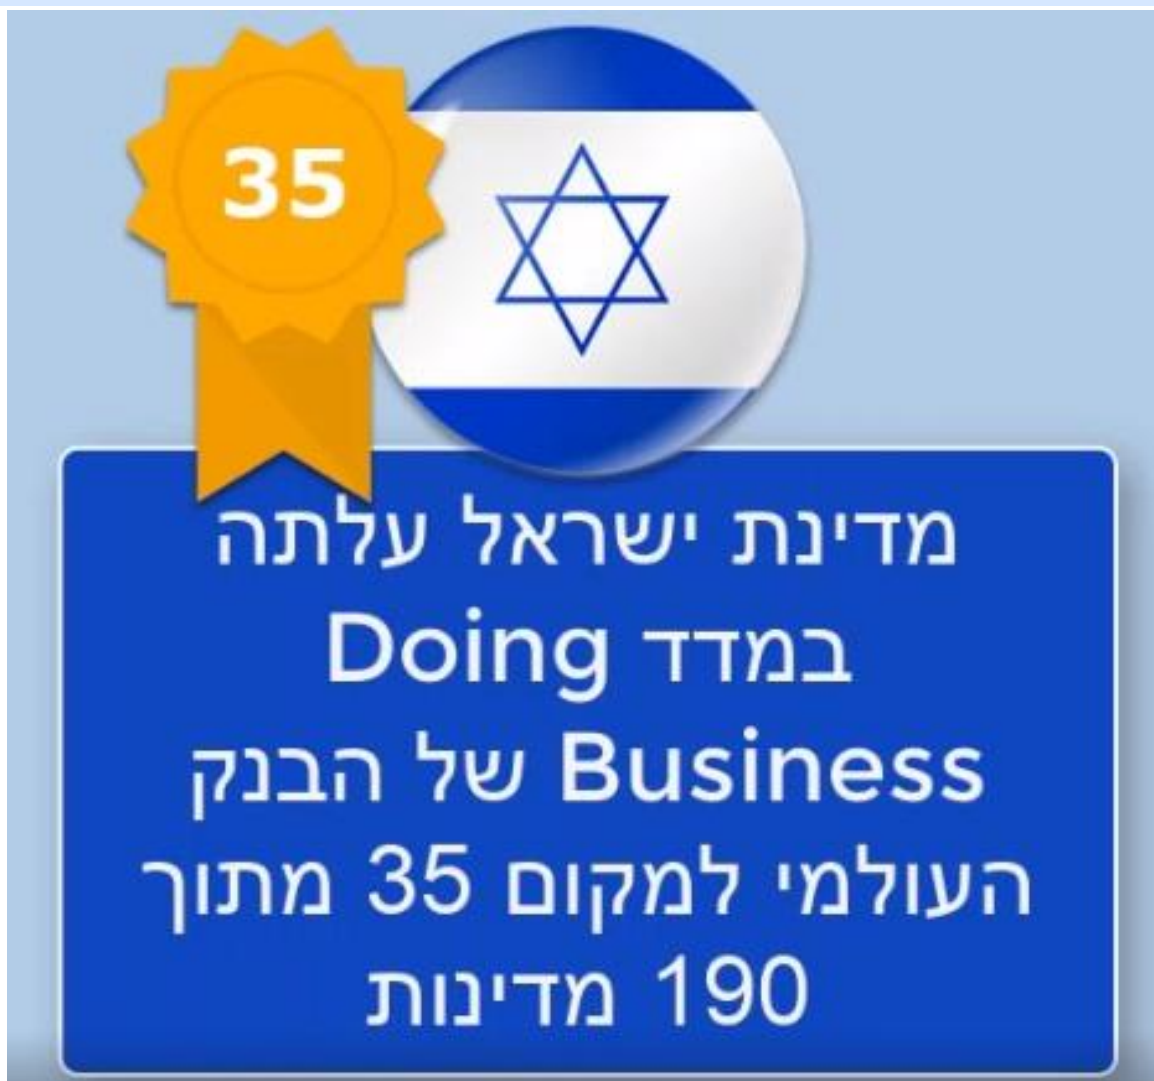 35
מדינת ישראל עלתה
במדד Doing
Business של הבנק
העולמי למקום 35 מתוך
190 מדינות